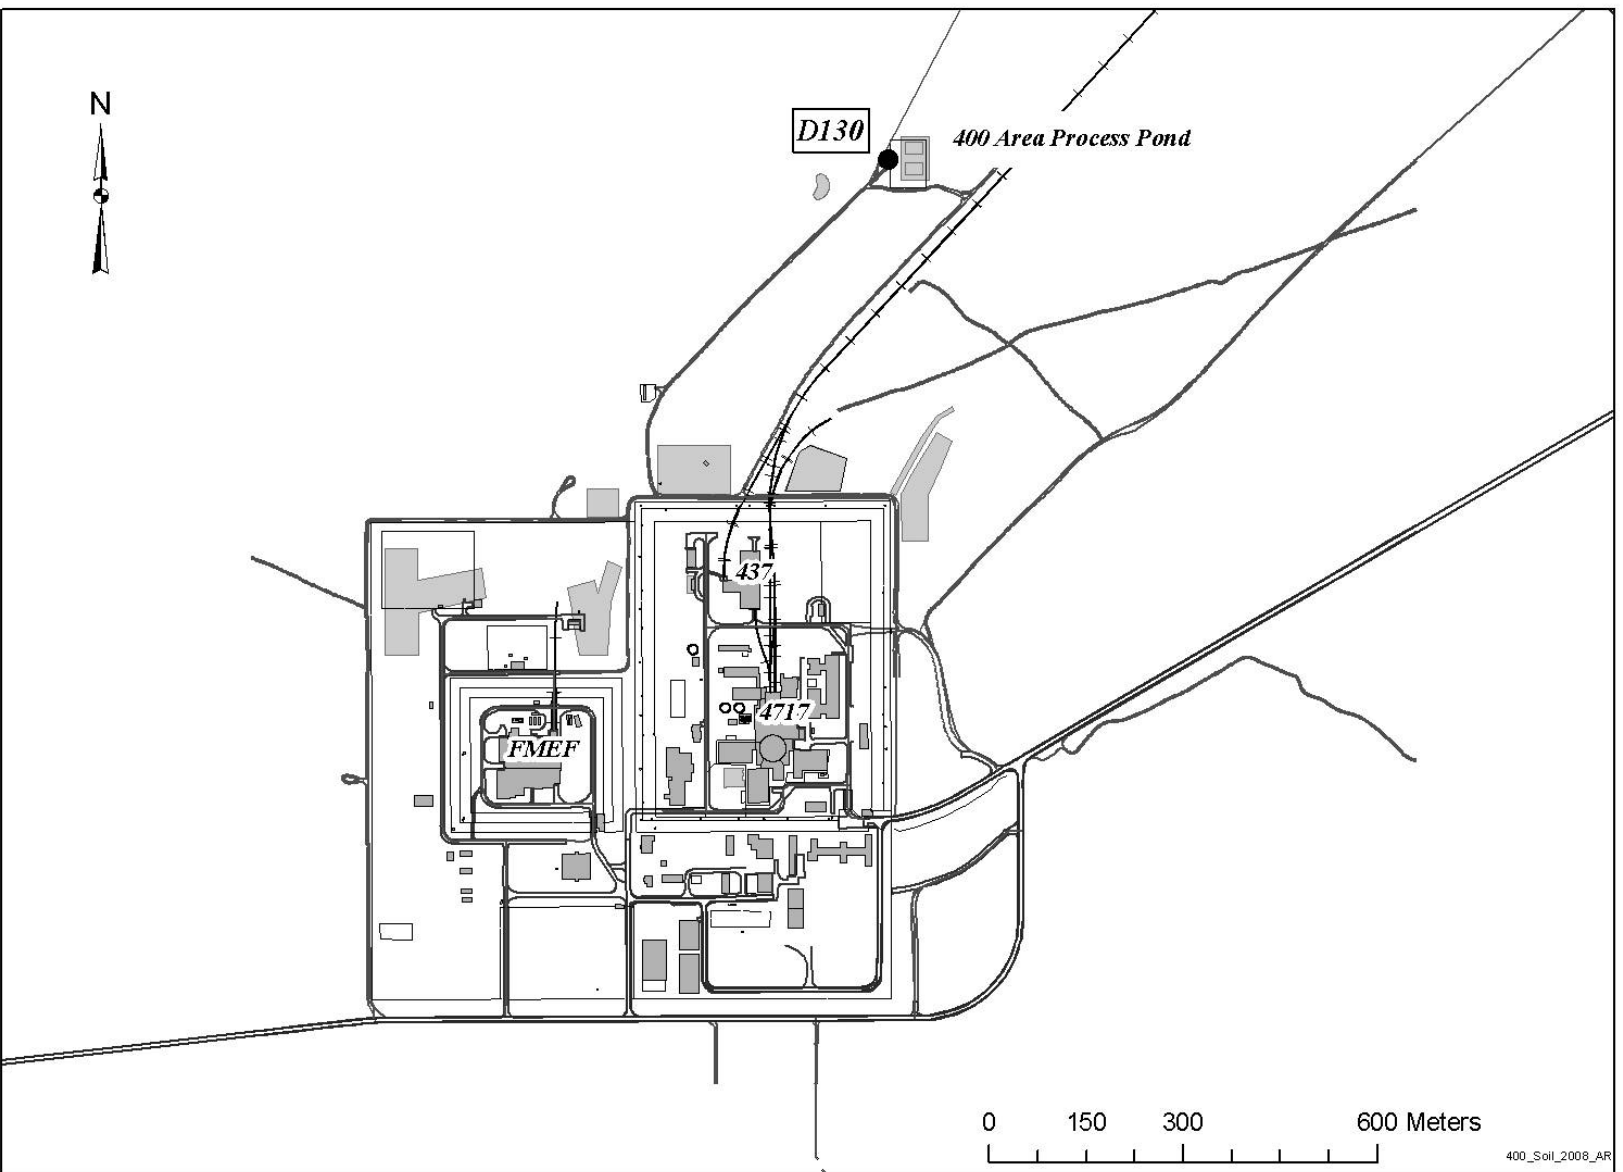 N
D130
400 Area Process Pond
437
4717
FMEF
0 150 300 600 Meters
400_Soil_2008_AR